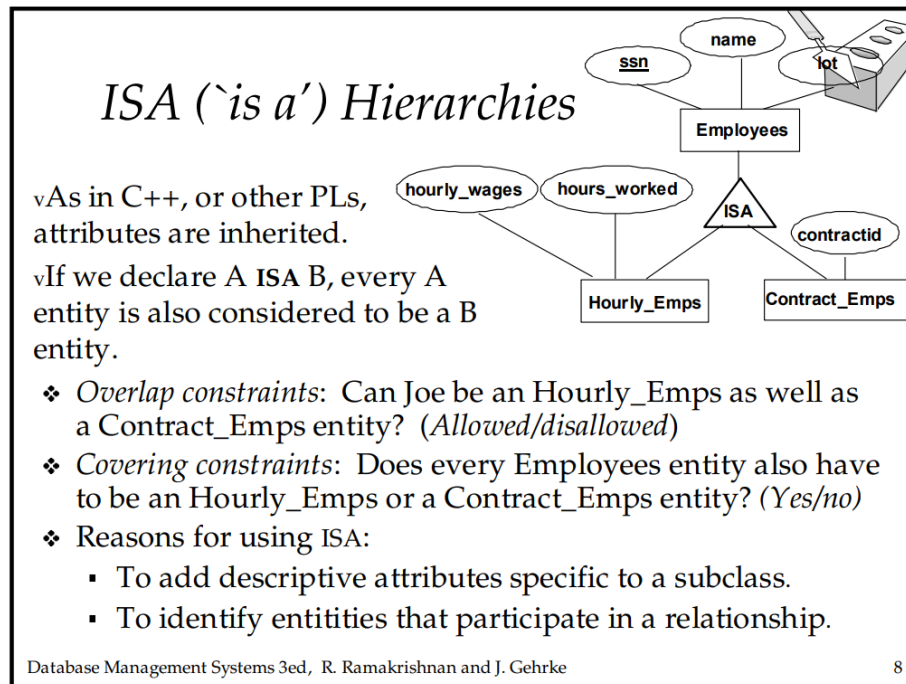 ISA (`is a') Hierarchies
name
ssn
lot
Employees
hourly_wages
hours_worked
ISA
contractid
Hourly_Emps
Contract_Emps
vAs in C++, or other PLs,
attributes are inherited.
vIf we declare A ISA B, every A
entity is also considered to be a B
entity.
❖ Overlap constraints: Can Joe be an Hourly_Emps as well as
a Contract_Emps entity? (Allowed/disallowed)
❖ Covering constraints: Does every Employees entity also have
to be an Hourly_Emps or a Contract_Emps entity? (Yes/no)
❖ Reasons for using ISA:
▪ To add descriptive attributes specific to a subclass.
▪ To identify entitities that participate in a relationship.
Database Management Systems 3ed, R. Ramakrishnan and J. Gehrke 8